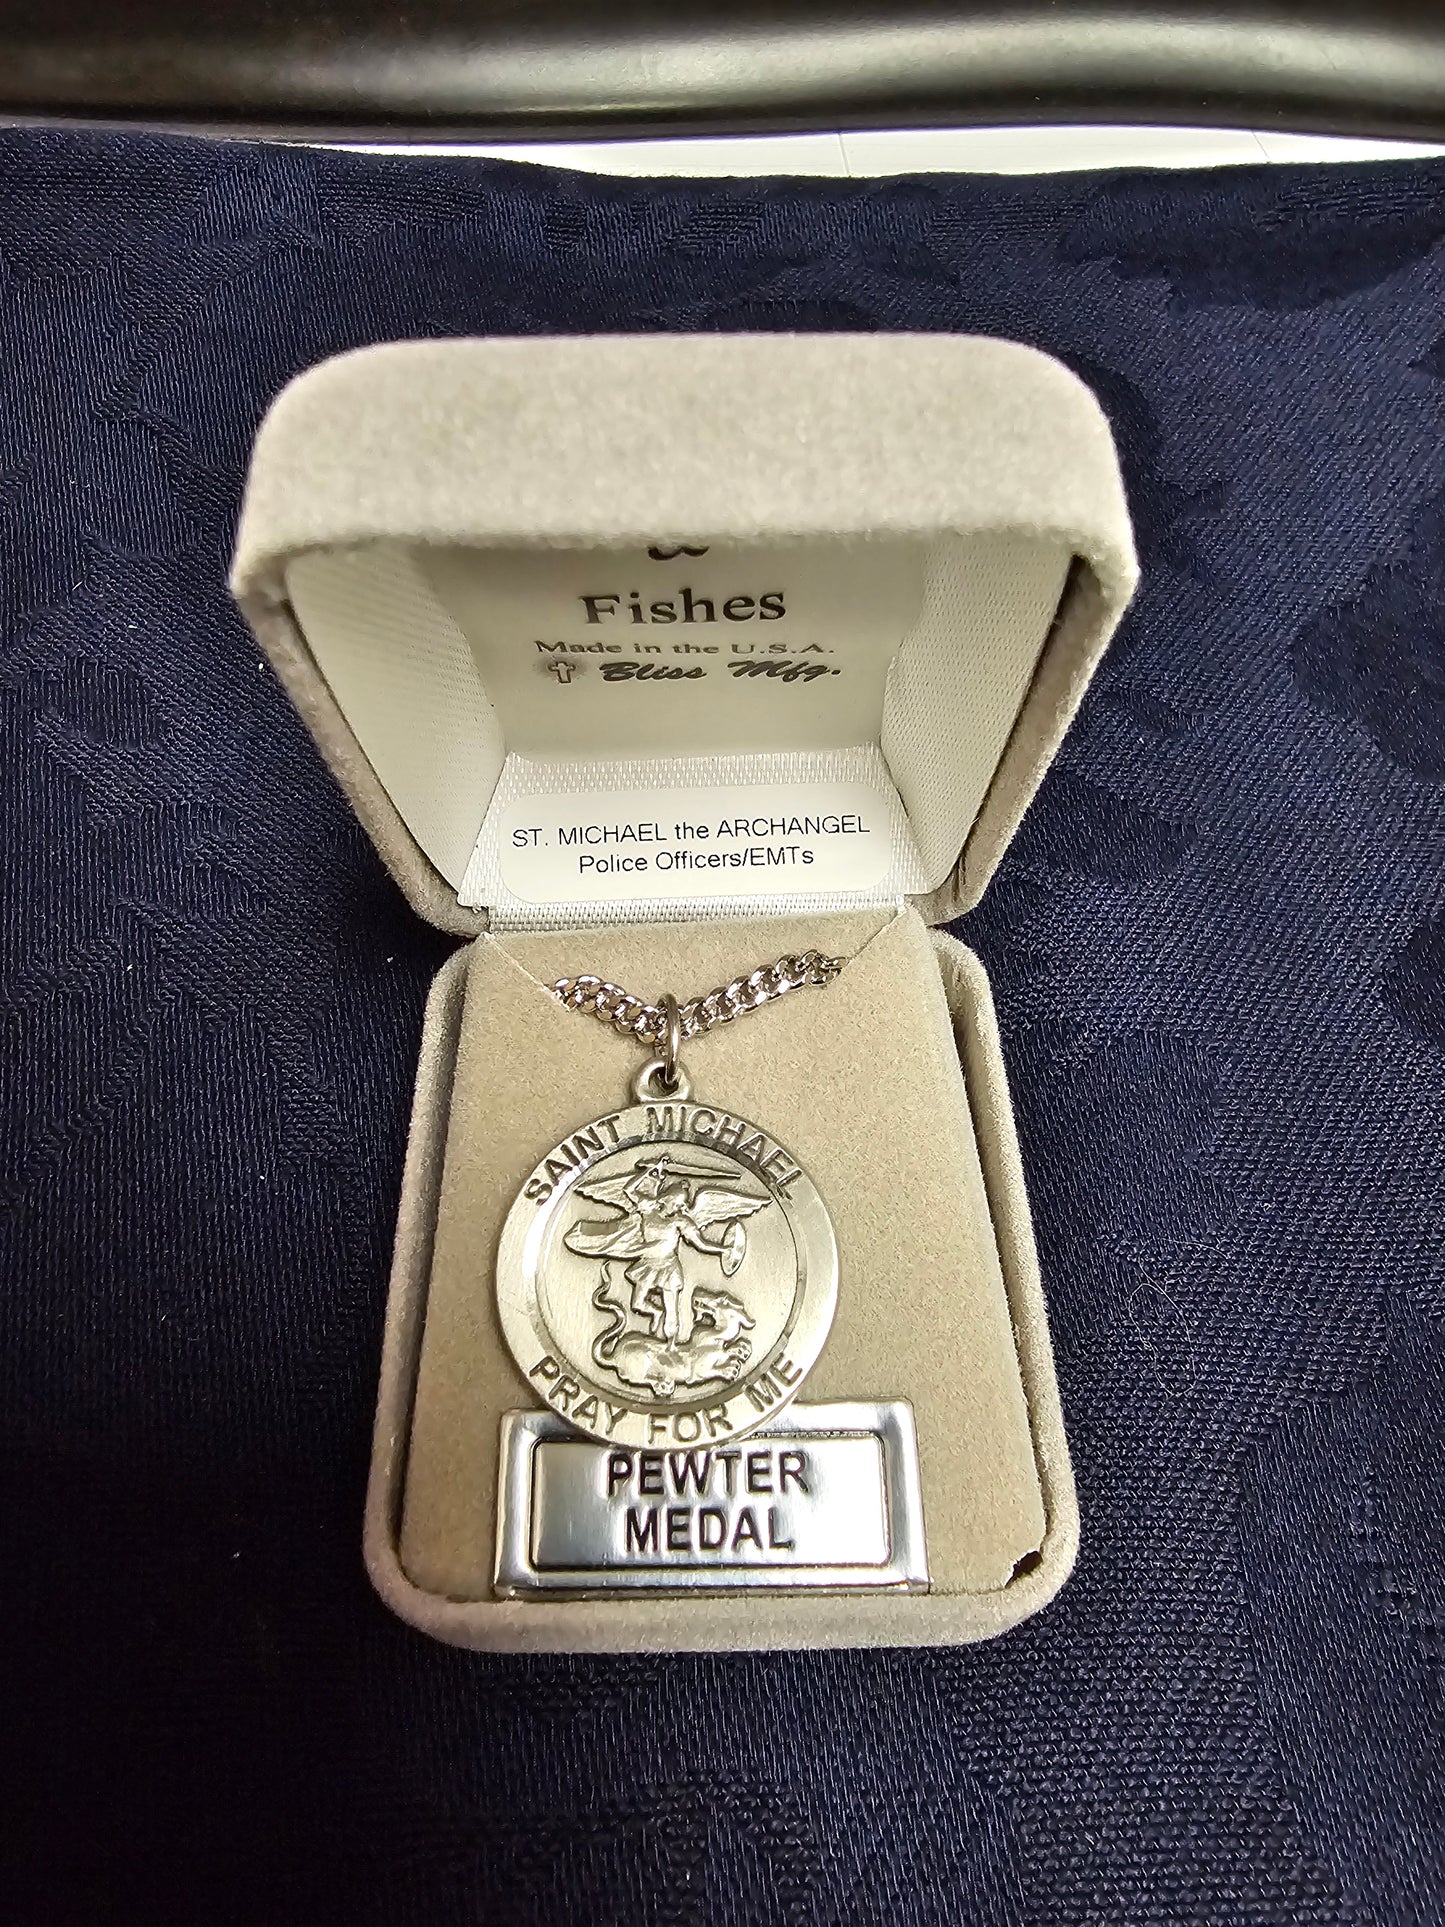 Fishes
Made in the U.S.A.
Bliss Mfg.
ST. MICHAEL the ARCHANGEL
Police Officers/EMTs
SAINT MICHAEL
PRAY FOR ME
PEWTER
MEDAL